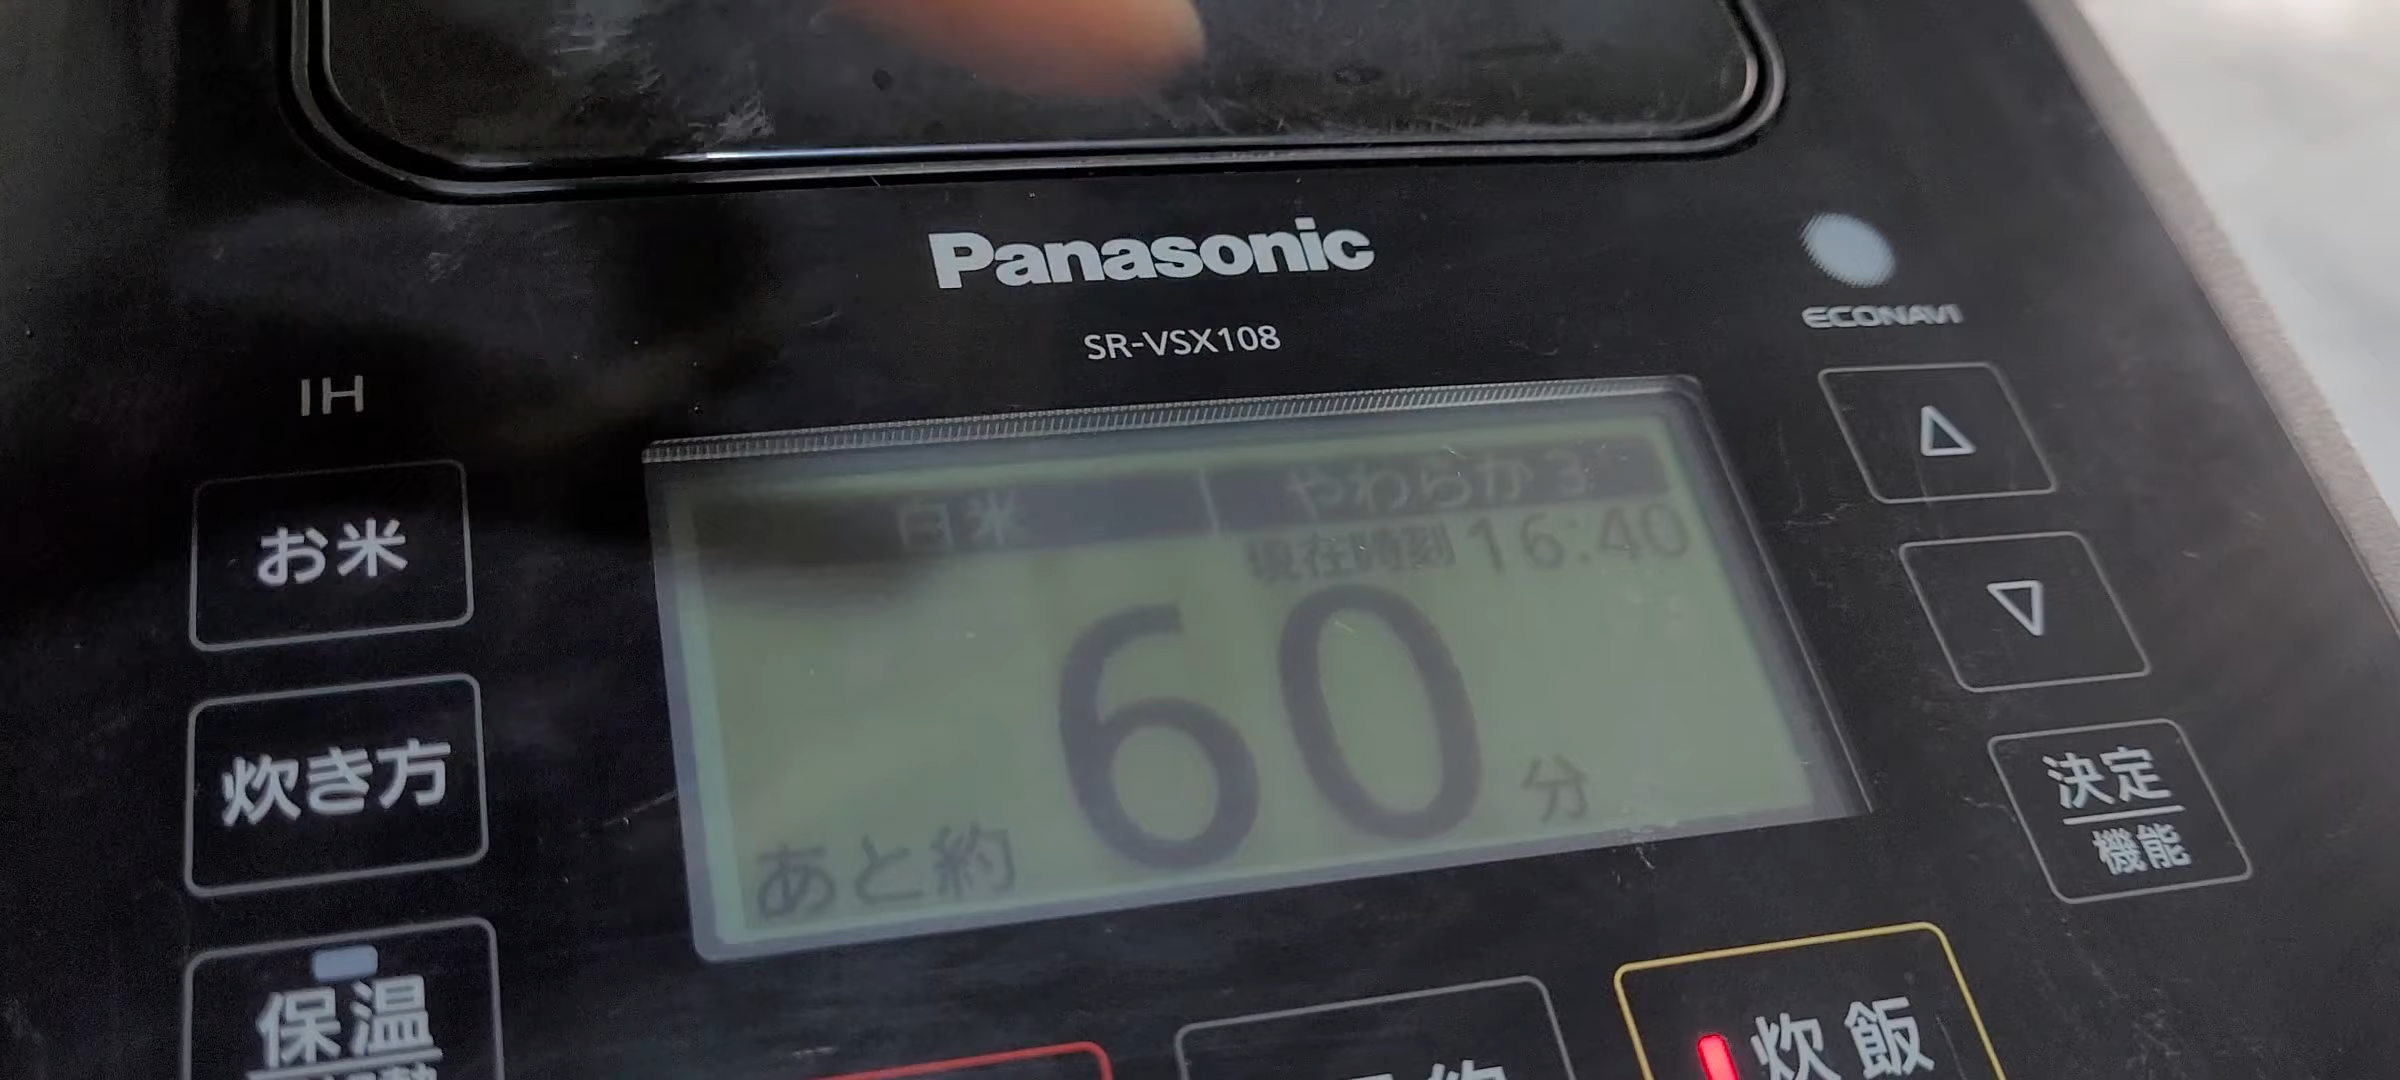 Panasonic
SR-VSX108
ECONAVI
IH
お米
炊き方
保温
白米
やわらか3
現在時刻 16:40
あと約 60 分
決定
機能
炊飯